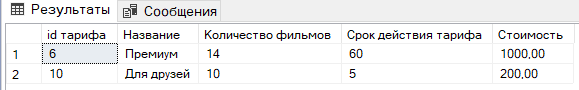 Результаты Сообщения
id тарифа Название Количество фильмов Срок действия тарифа Стоимость
1 6 Премиум 14 60 1000,00
2 10 Для друзей 10 5 200,00